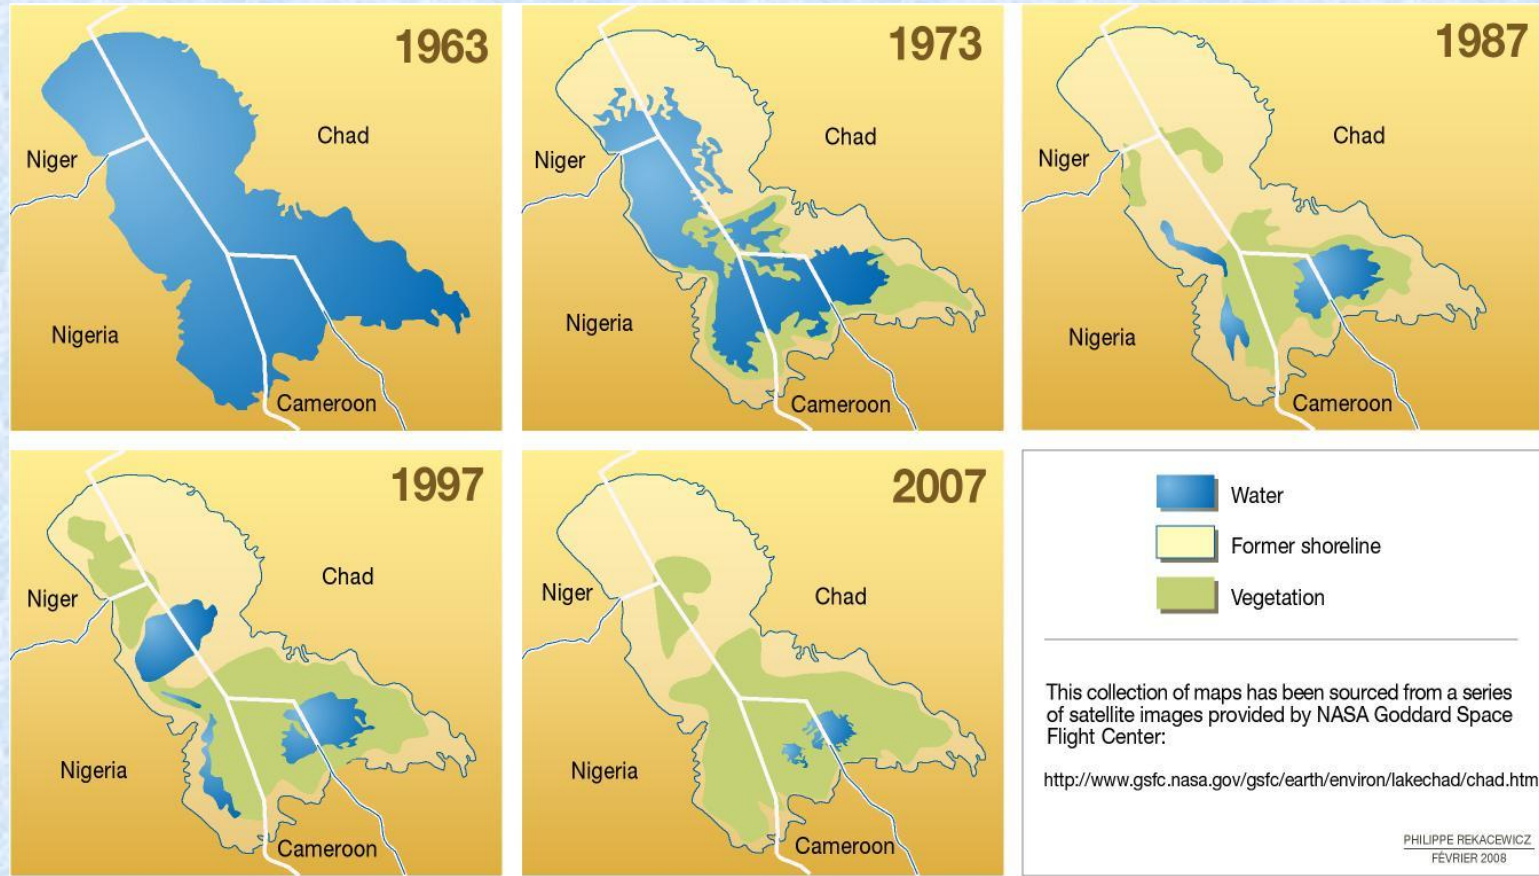 1963
Chad
Niger
Nigeria
Cameroon
1973
Chad
Niger
Nigeria
Cameroon
1987
Chad
Niger
Nigeria
Cameroon
1997
Chad
Niger
Nigeria
Cameroon
2007
Chad
Niger
Nigeria
Cameroon
Water
Former shoreline
Vegetation
This collection of maps has been sourced from a series
of satellite images provided by NASA Goddard Space
Flight Center:
http://www.gsfc.nasa.gov/gsfc/earth/environ/lakechad/chad.htm
PHILIPPE REKACEWICZ
FÉVRIER 2008